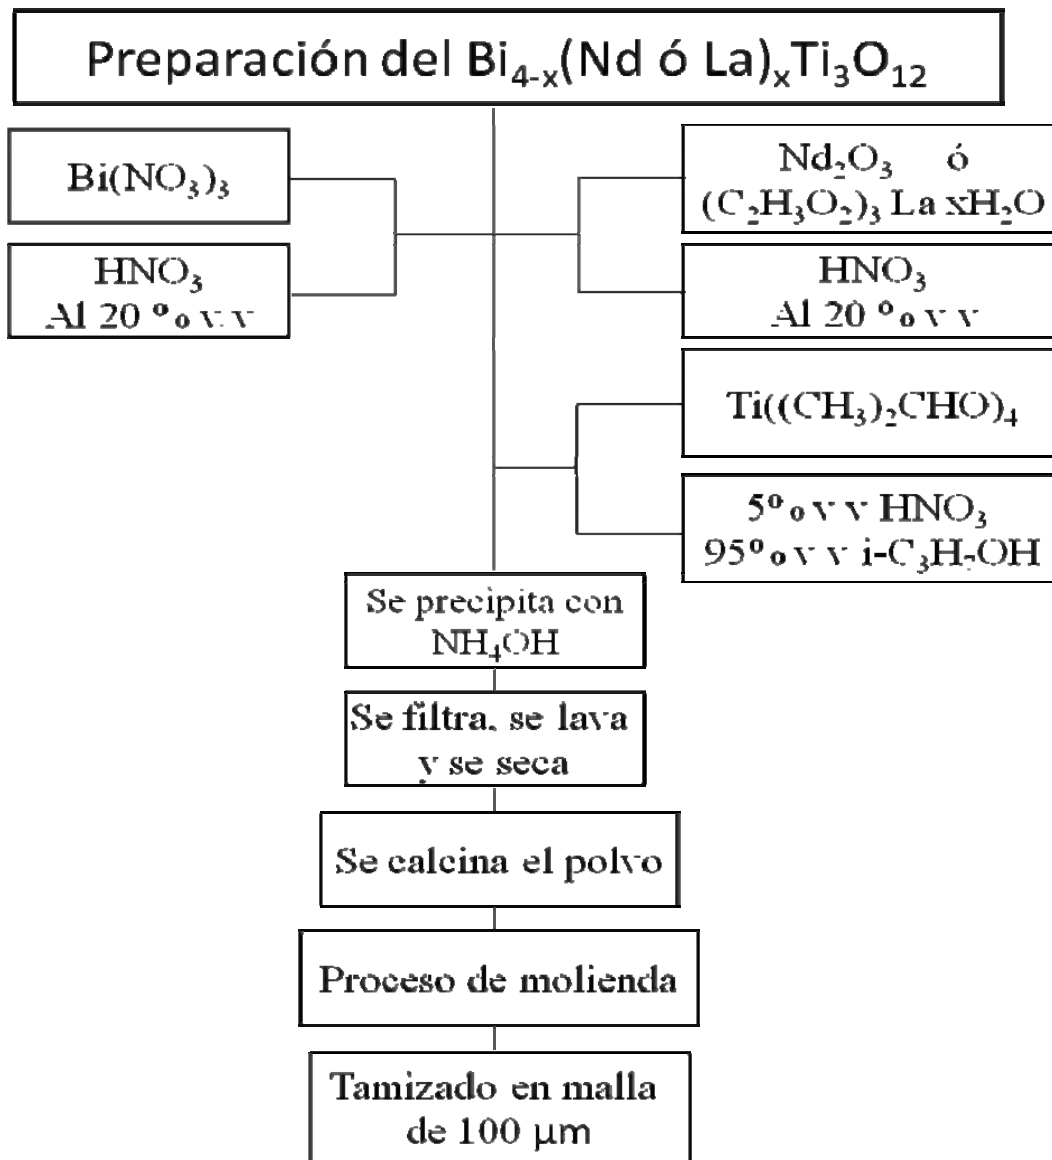 Preparación del Bi₄₋ₓ(Nd ó La)ₓTi₃O₁₂
Bi(NO₃)₃
HNO₃
Al 20 % v v
Nd₂O₃ ó
(C₂H₃O₂)₃ La xH₂O
HNO₃
Al 20 % v v
Ti((CH₃)₂CHO)₄
5% v v HNO₃
95% v v i-C₃H₇OH
Se precipita con
NH₄OH
Se filtra, se lava
y se seca
Se calcina el polvo
Proceso de molienda
Tamizado en malla
de 100 µm